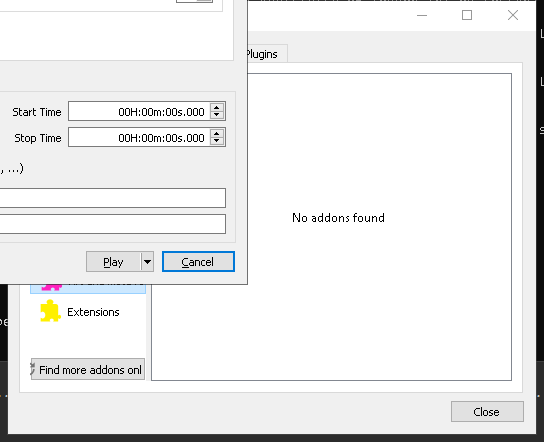 Plugins
Start Time 00H:00m:00s.000
Stop Time 00H:00m:00s.000
, ...)
No addons found
Play
Cancel
Extensions
Find more addons onl
Close